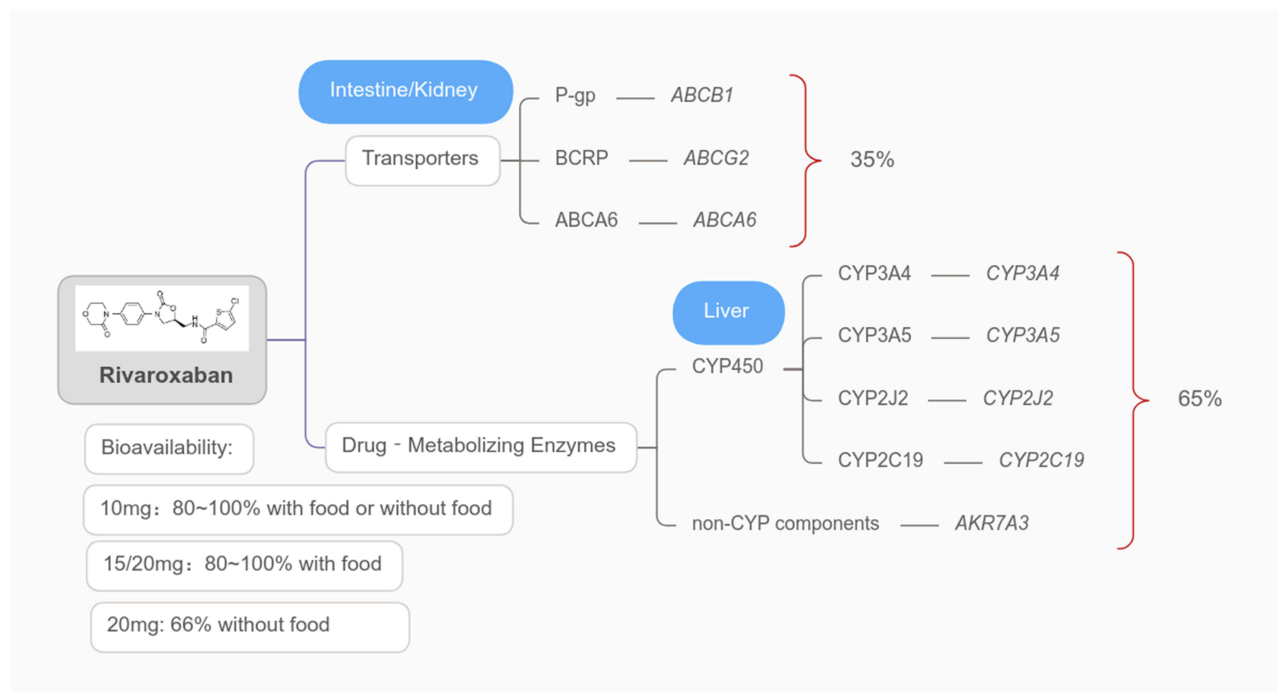 Intestine/Kidney
Transporters
P-gp ABCB1
BCRP ABCG2
ABCA6 ABCA6
35%
O
N
O
O
N
O
N
H
O
S
Cl
Rivaroxaban
Liver
Drug - Metabolizing Enzymes
CYP450
CYP3A4 CYP3A4
CYP3A5 CYP3A5
CYP2J2 CYP2J2
CYP2C19 CYP2C19
non-CYP components AKR7A3
65%
Bioavailability:
10mg：80~100% with food or without food
15/20mg：80~100% with food
20mg: 66% without food